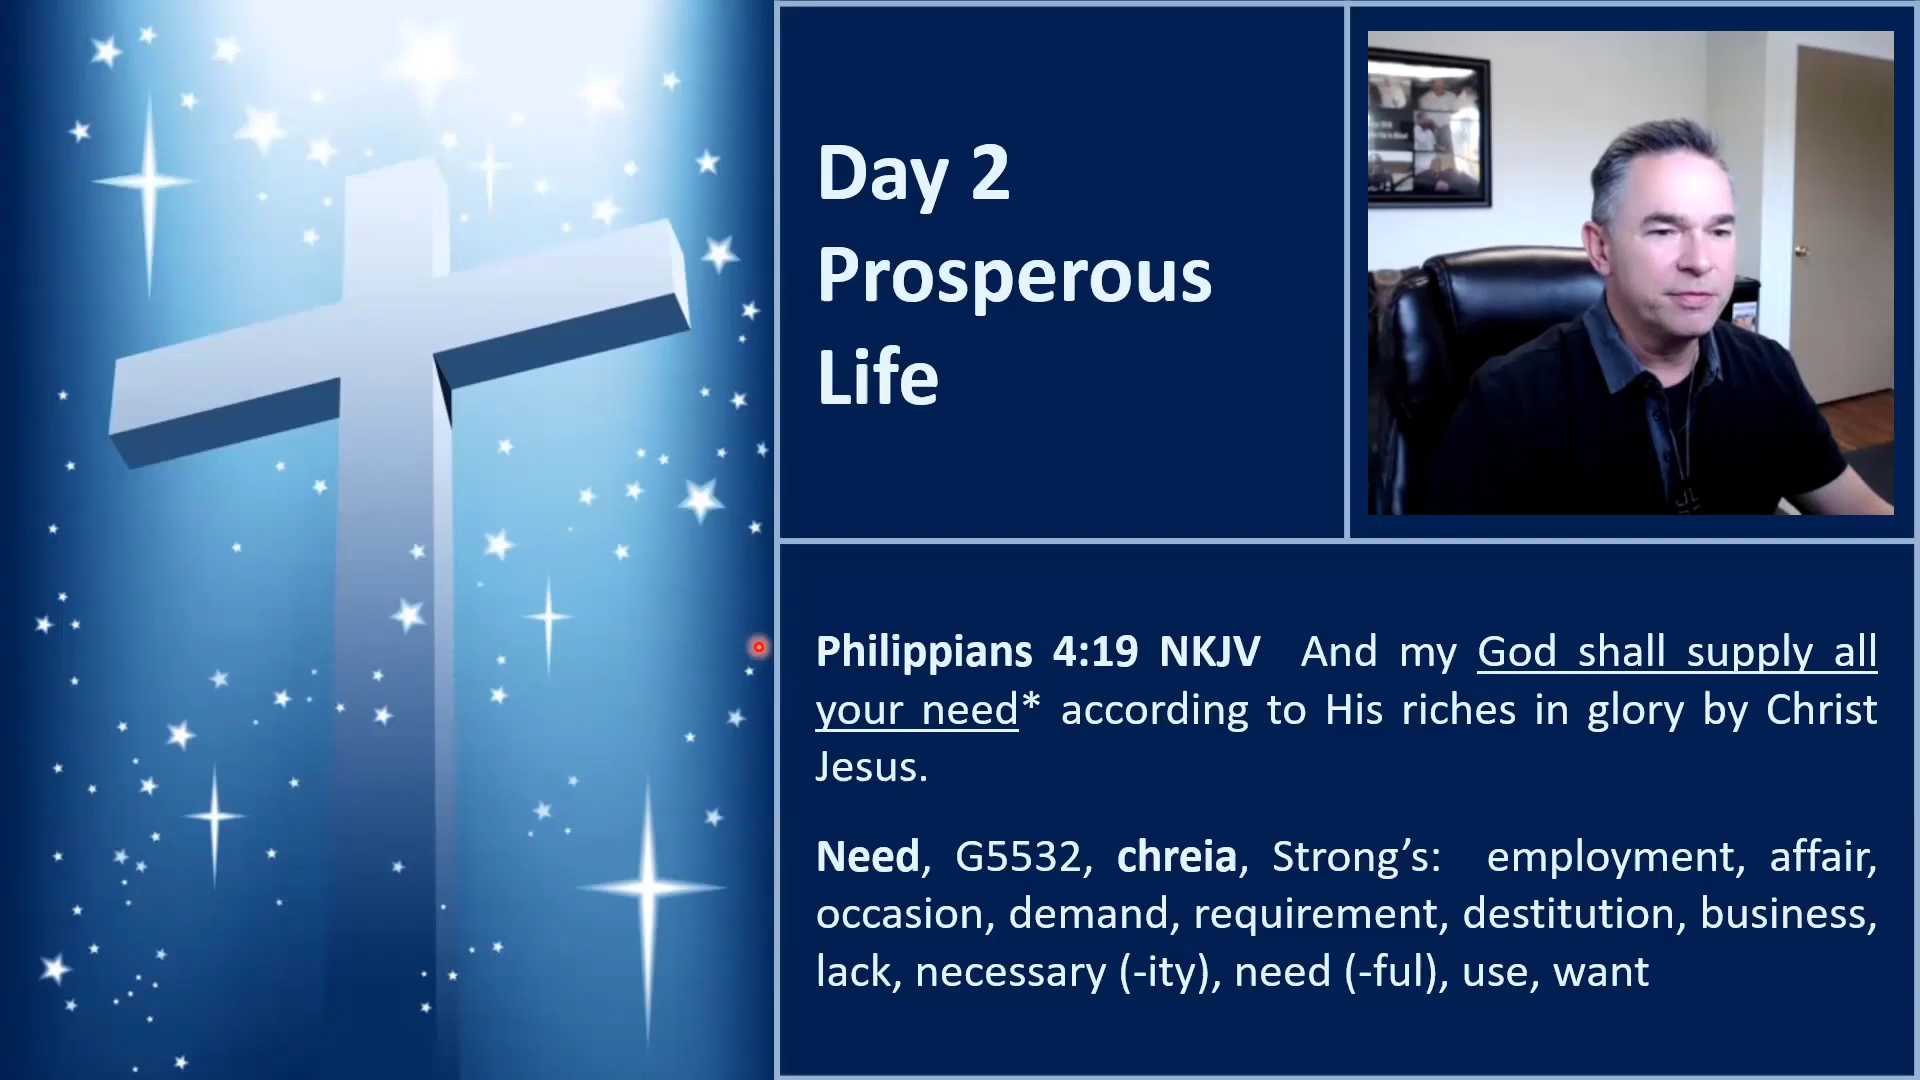 Day 2
Prosperous
Life
Philippians 4:19 NKJV And my God shall supply all
your need* according to His riches in glory by Christ
Jesus.
Need, G5532, chreia, Strong’s: employment, affair,
occasion, demand, requirement, destitution, business,
lack, necessary (-ity), need (-ful), use, want